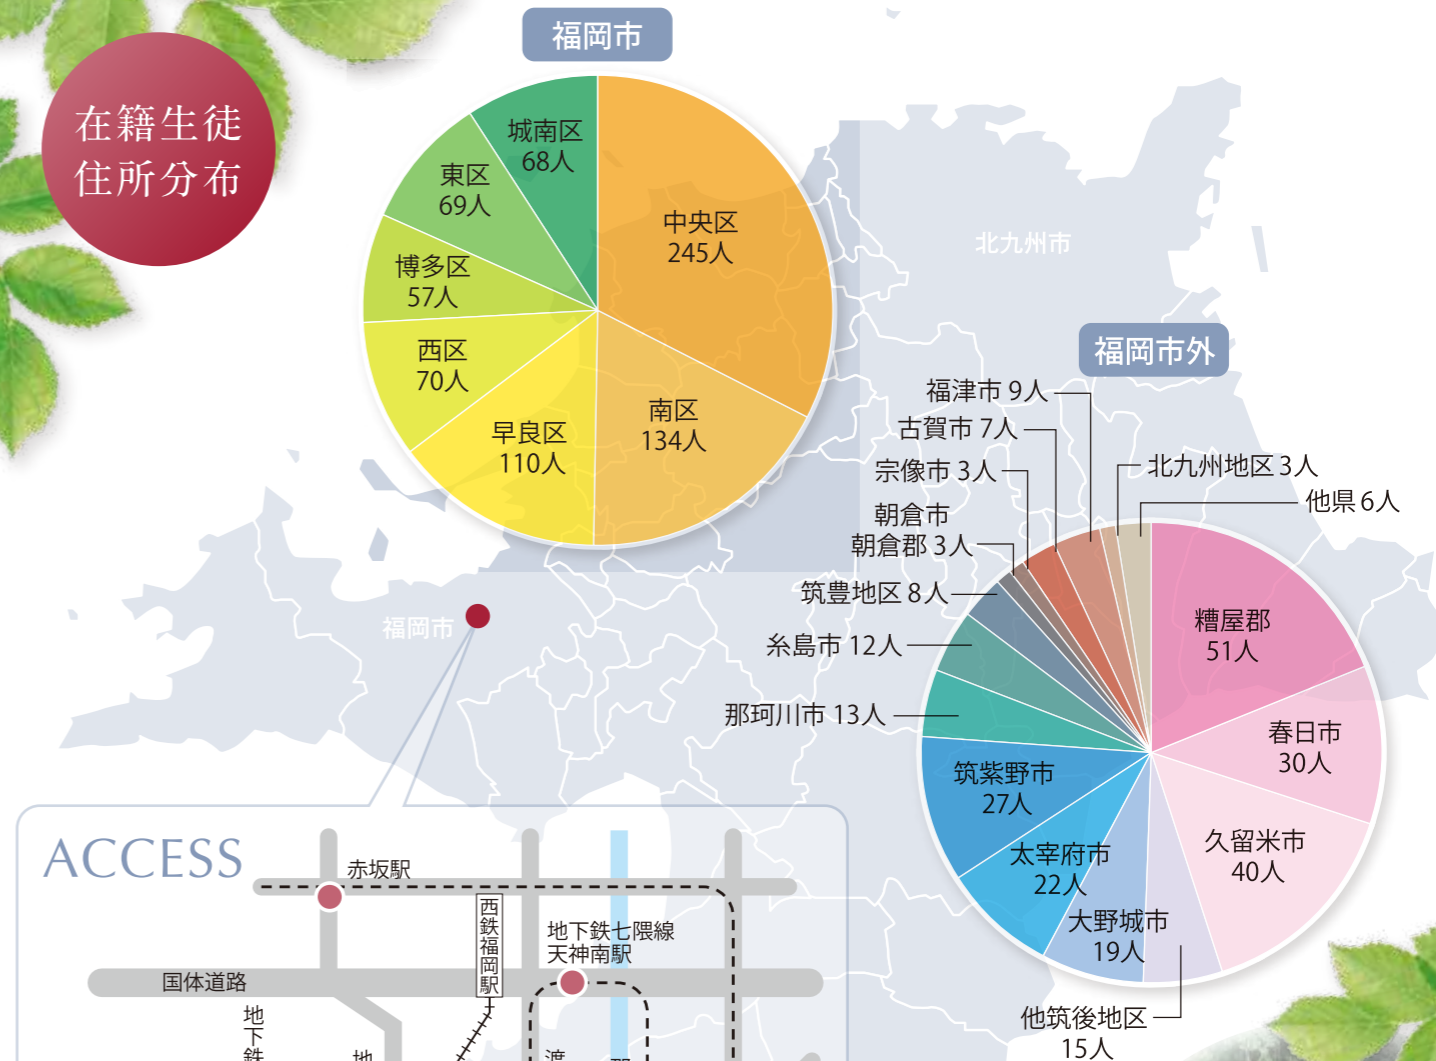 在籍生徒
住所分布
福岡市
中央区
245人
南区
134人
早良区
110人
西区
70人
博多区
57人
東区
69人
城南区
68人
北九州市
福岡市
福岡市外
糟屋郡
51人
春日市
30人
久留米市
40人
他筑後地区
15人
大野城市
19人
太宰府市
22人
筑紫野市
27人
那珂川市 13人
糸島市 12人
筑豊地区 8人
朝倉市
朝倉郡 3人
宗像市 3人
古賀市 7人
福津市 9人
北九州地区 3人
他県 6人
ACCESS
赤坂駅
西鉄福岡駅
地下鉄七隈線
天神南駅
国体道路
地下鉄
地
渡